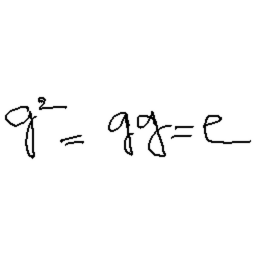 g² = gg = e